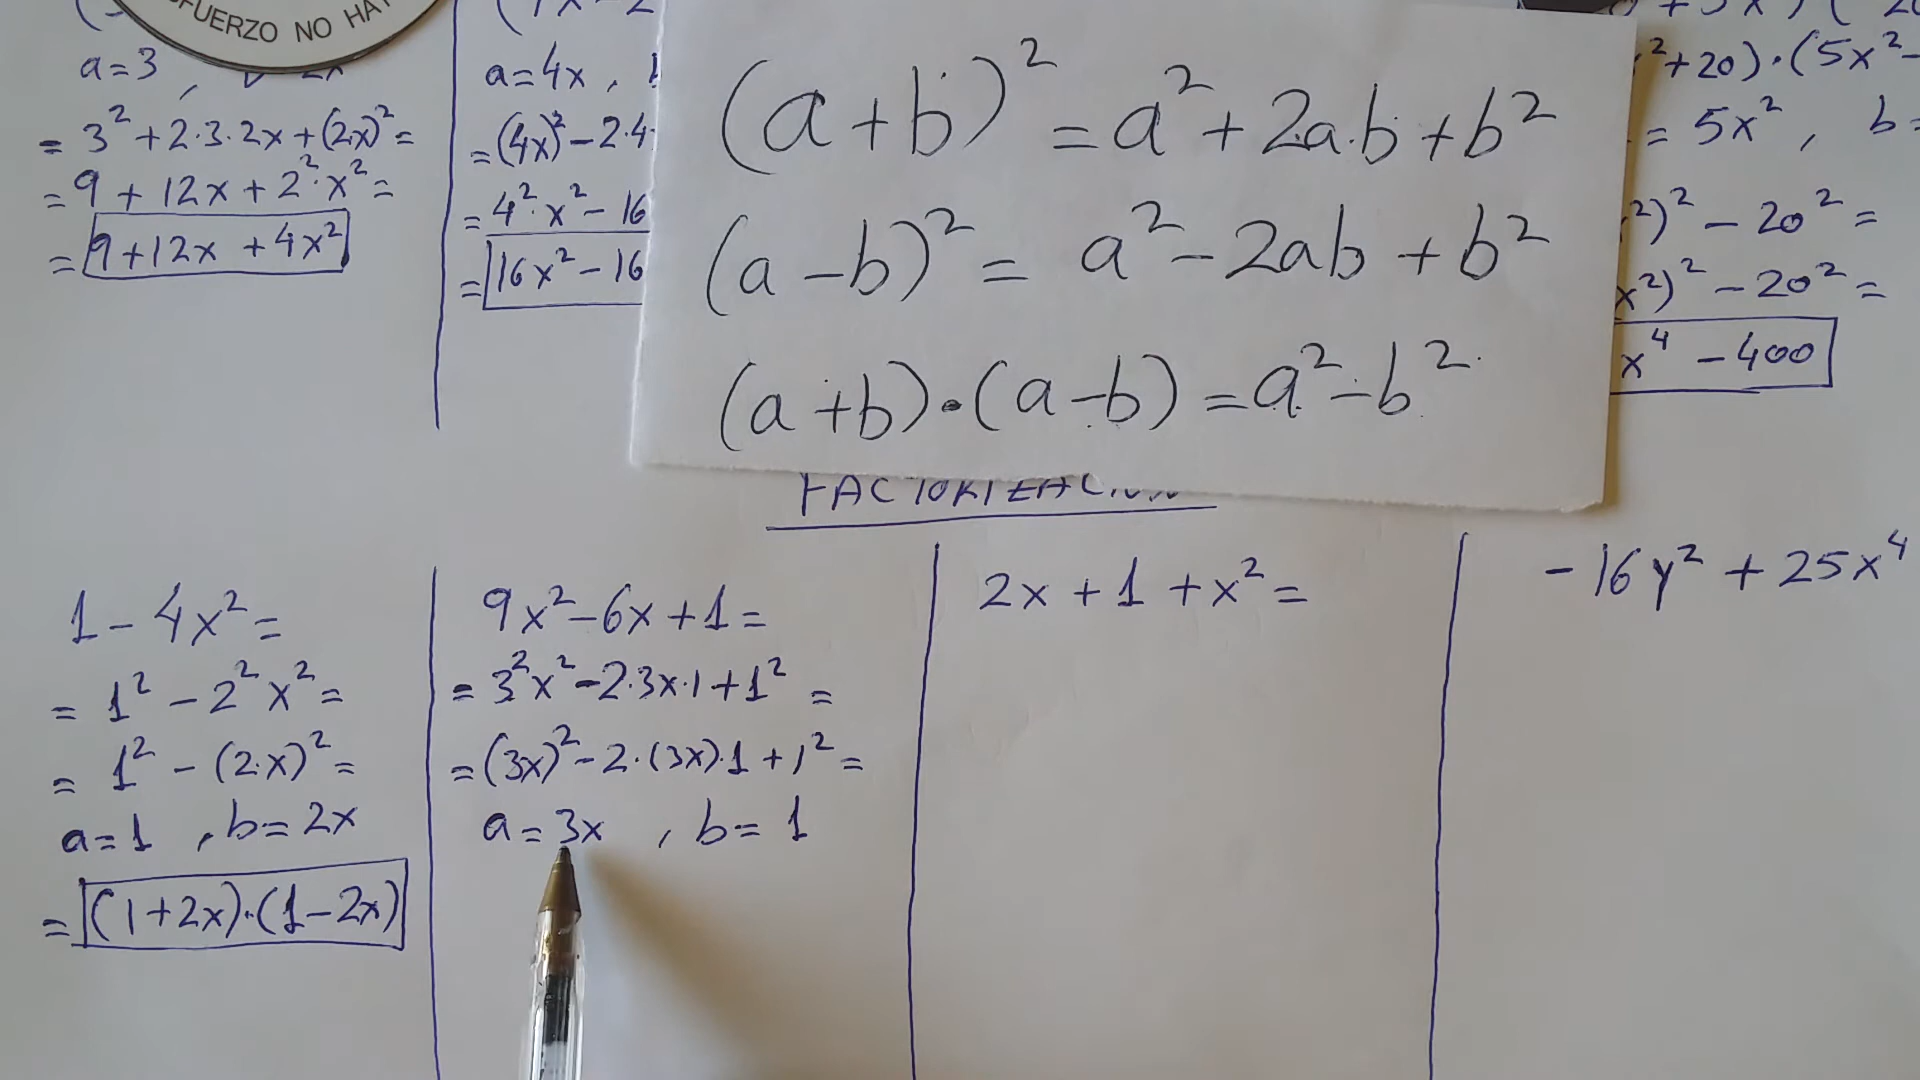 FUERZO NO HAY
a=3
= 3² + 2·3·2x + (2x)² =
= 9 + 12x + 2²·x² =
= 9+12x +4x²
a=4x ,
= (4x)² - 2·4
= 4²·x² - 16
= 16x² - 16
(a+b)² = a² + 2a·b + b²
(a-b)² = a² - 2ab + b²
(a+b)·(a-b) = a² - b²
²+20)·(5x²-
= 5x² , b=
²)² - 20² =
x²)² - 20² =
x⁴ - 400
FACTORIZACIÓN
1 - 4x² =
= 1² - 2²x² =
= 1² - (2·x)² =
a=1 , b=2x
= (1+2x)·(1-2x)
9x² - 6x + 1 =
= 3²x² - 2·3x·1 + 1² =
= (3x)² - 2·(3x)·1 + 1² =
a = 3x , b = 1
2x + 1 + x² =
- 16y² + 25x⁴